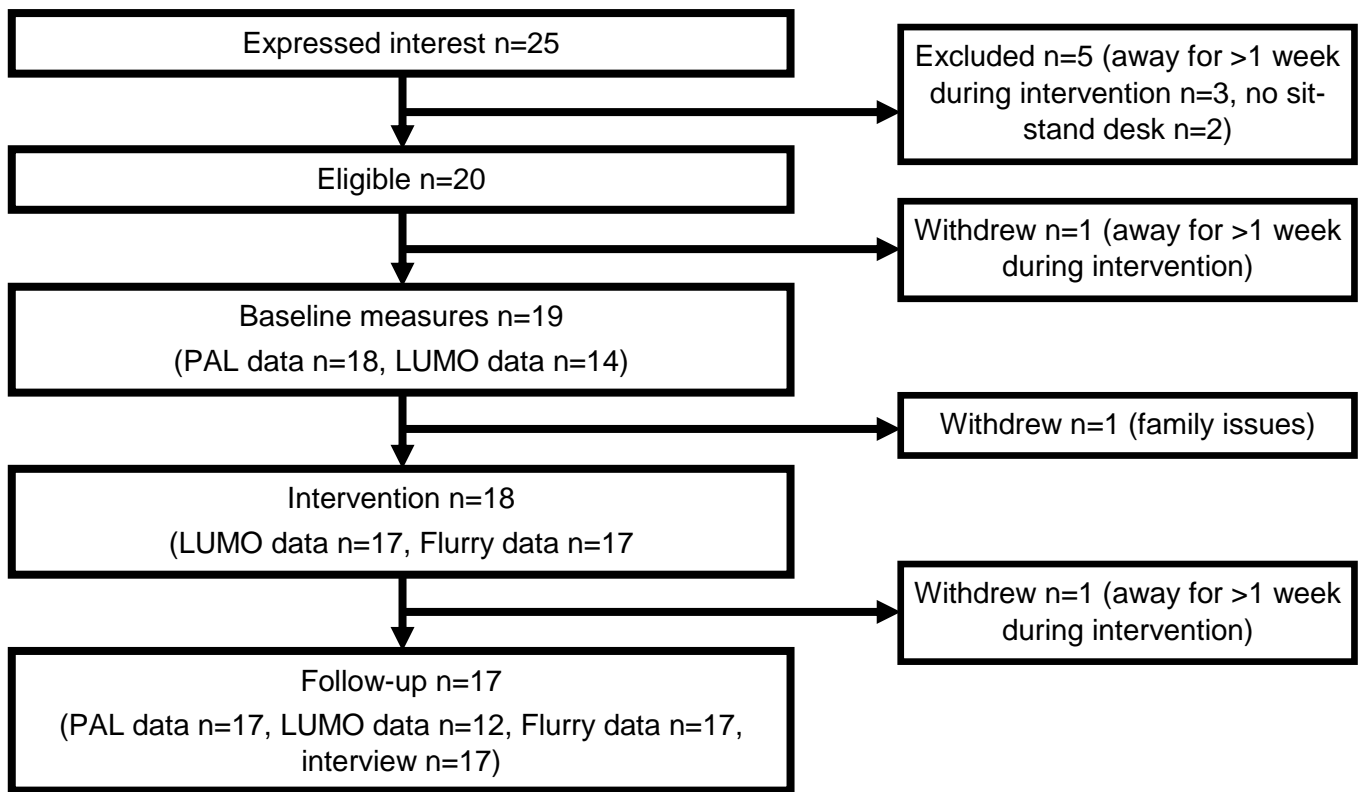 Expressed interest n=25
Excluded n=5 (away for >1 week
during intervention n=3, no sit-
stand desk n=2)
Eligible n=20
Withdrew n=1 (away for >1 week
during intervention)
Baseline measures n=19
(PAL data n=18, LUMO data n=14)
Withdrew n=1 (family issues)
Intervention n=18
(LUMO data n=17, Flurry data n=17
Withdrew n=1 (away for >1 week
during intervention)
Follow-up n=17
(PAL data n=17, LUMO data n=12, Flurry data n=17,
interview n=17)